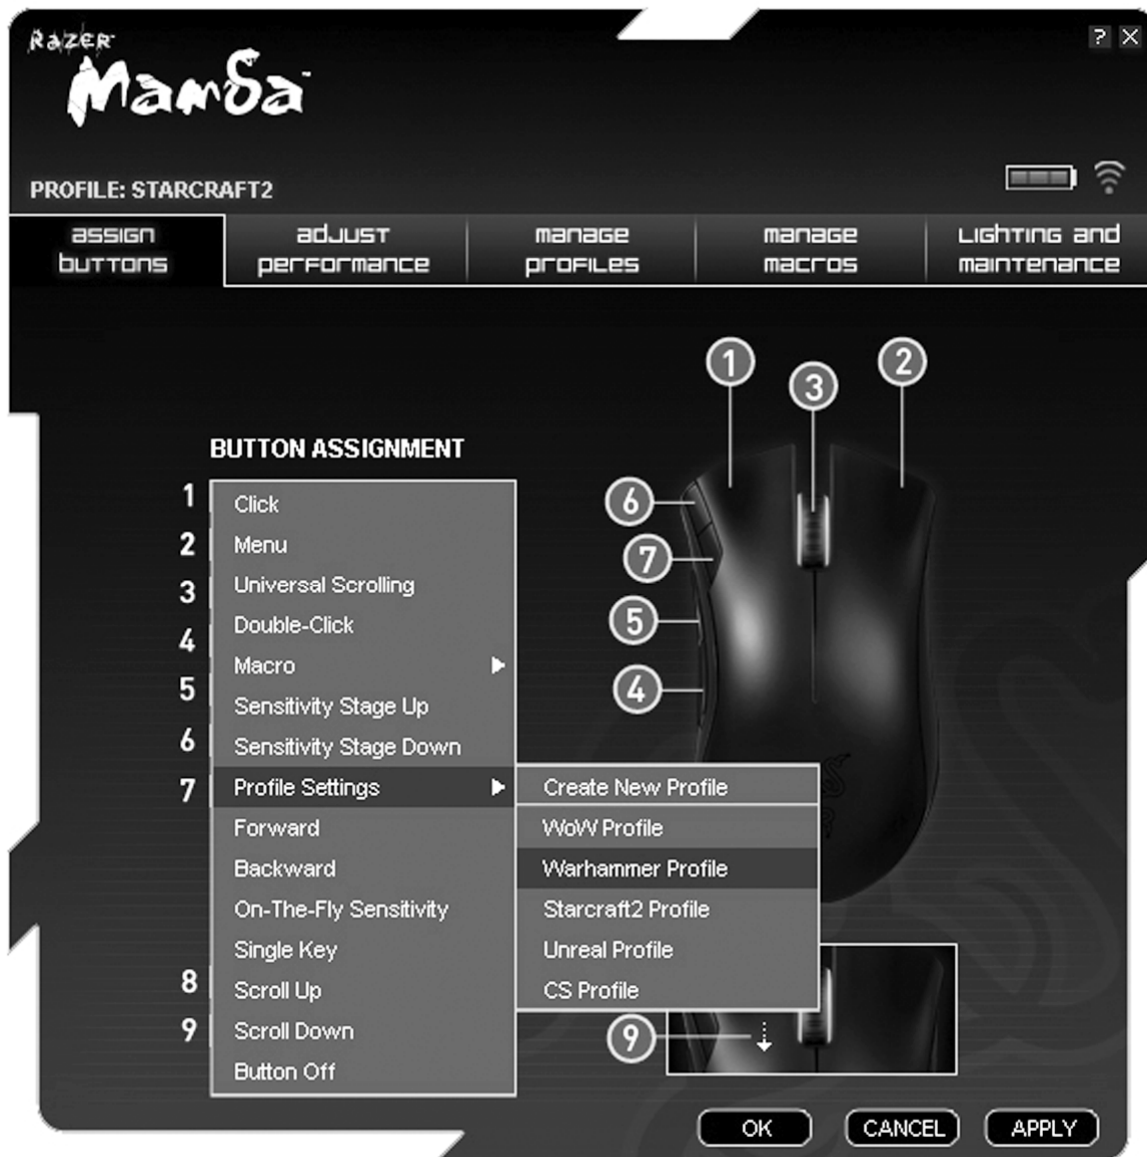 RAZER™
Mamba™
? X
PROFILE: STARCRAFT2
assign buttons
adjust performance
manage profiles
manage macros
Lighting and maintenance
1
2
3
BUTTON ASSIGNMENT
1 Click
2 Menu
3 Universal Scrolling
4 Double-Click
Macro
5 Sensitivity Stage Up
6 Sensitivity Stage Down
7 Profile Settings
Forward
Backward
On-The-Fly Sensitivity
Single Key
8 Scroll Up
9 Scroll Down
Button Off
6
7
5
4
Create New Profile
WoW Profile
Warhammer Profile
Starcraft2 Profile
Unreal Profile
CS Profile
9
OK
CANCEL
APPLY